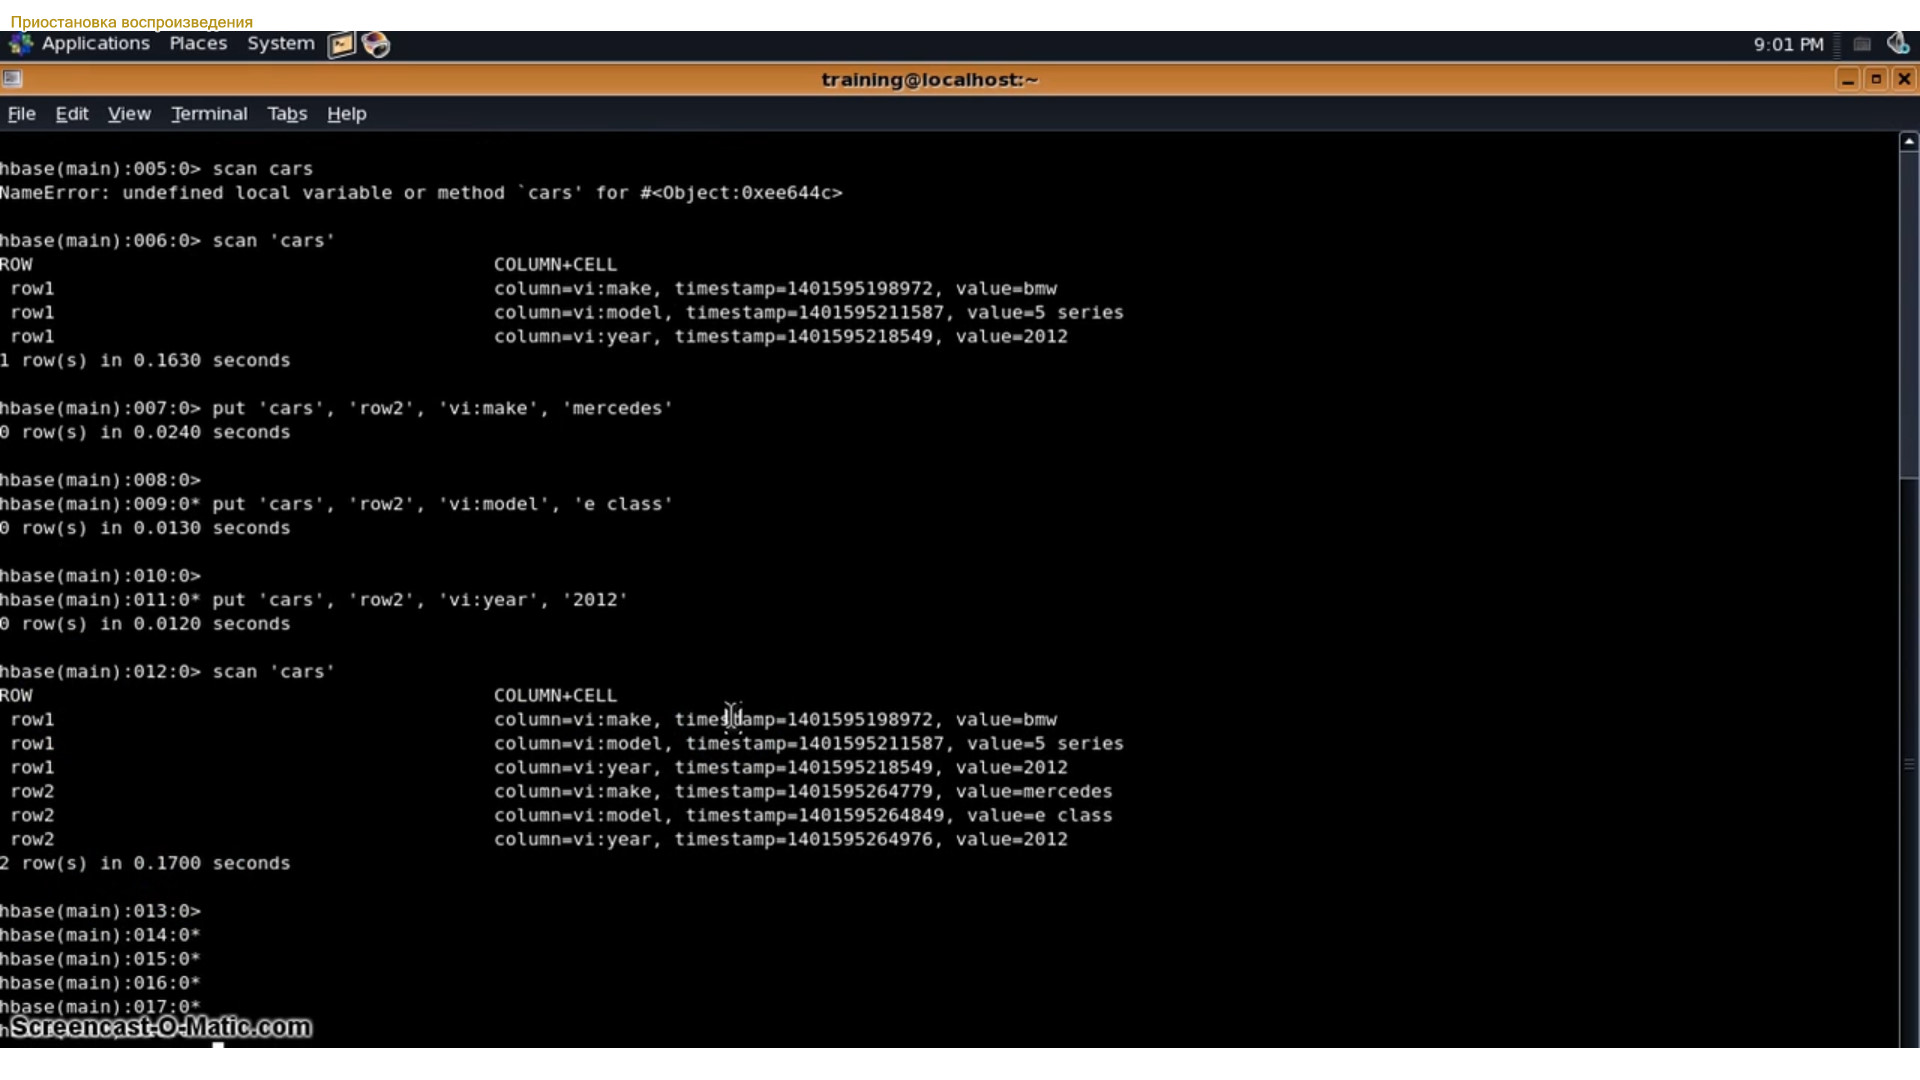 Приостановка воспроизведения
Applications Places System 9:01 PM
training@localhost:~
File Edit View Terminal Tabs Help
hbase(main):005:0> scan cars
NameError: undefined local variable or method `cars' for #<Object:0xee644c>
hbase(main):006:0> scan 'cars'
ROW COLUMN+CELL
row1 column=vi:make, timestamp=1401595198972, value=bmw
row1 column=vi:model, timestamp=1401595211587, value=5 series
row1 column=vi:year, timestamp=1401595218549, value=2012
1 row(s) in 0.1630 seconds
hbase(main):007:0> put 'cars', 'row2', 'vi:make', 'mercedes'
0 row(s) in 0.0240 seconds
hbase(main):008:0>
hbase(main):009:0* put 'cars', 'row2', 'vi:model', 'e class'
0 row(s) in 0.0130 seconds
hbase(main):010:0>
hbase(main):011:0* put 'cars', 'row2', 'vi:year', '2012'
0 row(s) in 0.0120 seconds
hbase(main):012:0> scan 'cars'
ROW COLUMN+CELL
row1 column=vi:make, timestamp=1401595198972, value=bmw
row1 column=vi:model, timestamp=1401595211587, value=5 series
row1 column=vi:year, timestamp=1401595218549, value=2012
row2 column=vi:make, timestamp=1401595264779, value=mercedes
row2 column=vi:model, timestamp=1401595264849, value=e class
row2 column=vi:year, timestamp=1401595264976, value=2012
2 row(s) in 0.1700 seconds
hbase(main):013:0>
hbase(main):014:0*
hbase(main):015:0*
hbase(main):016:0*
hbase(main):017:0*
Screencast-O-Matic.com